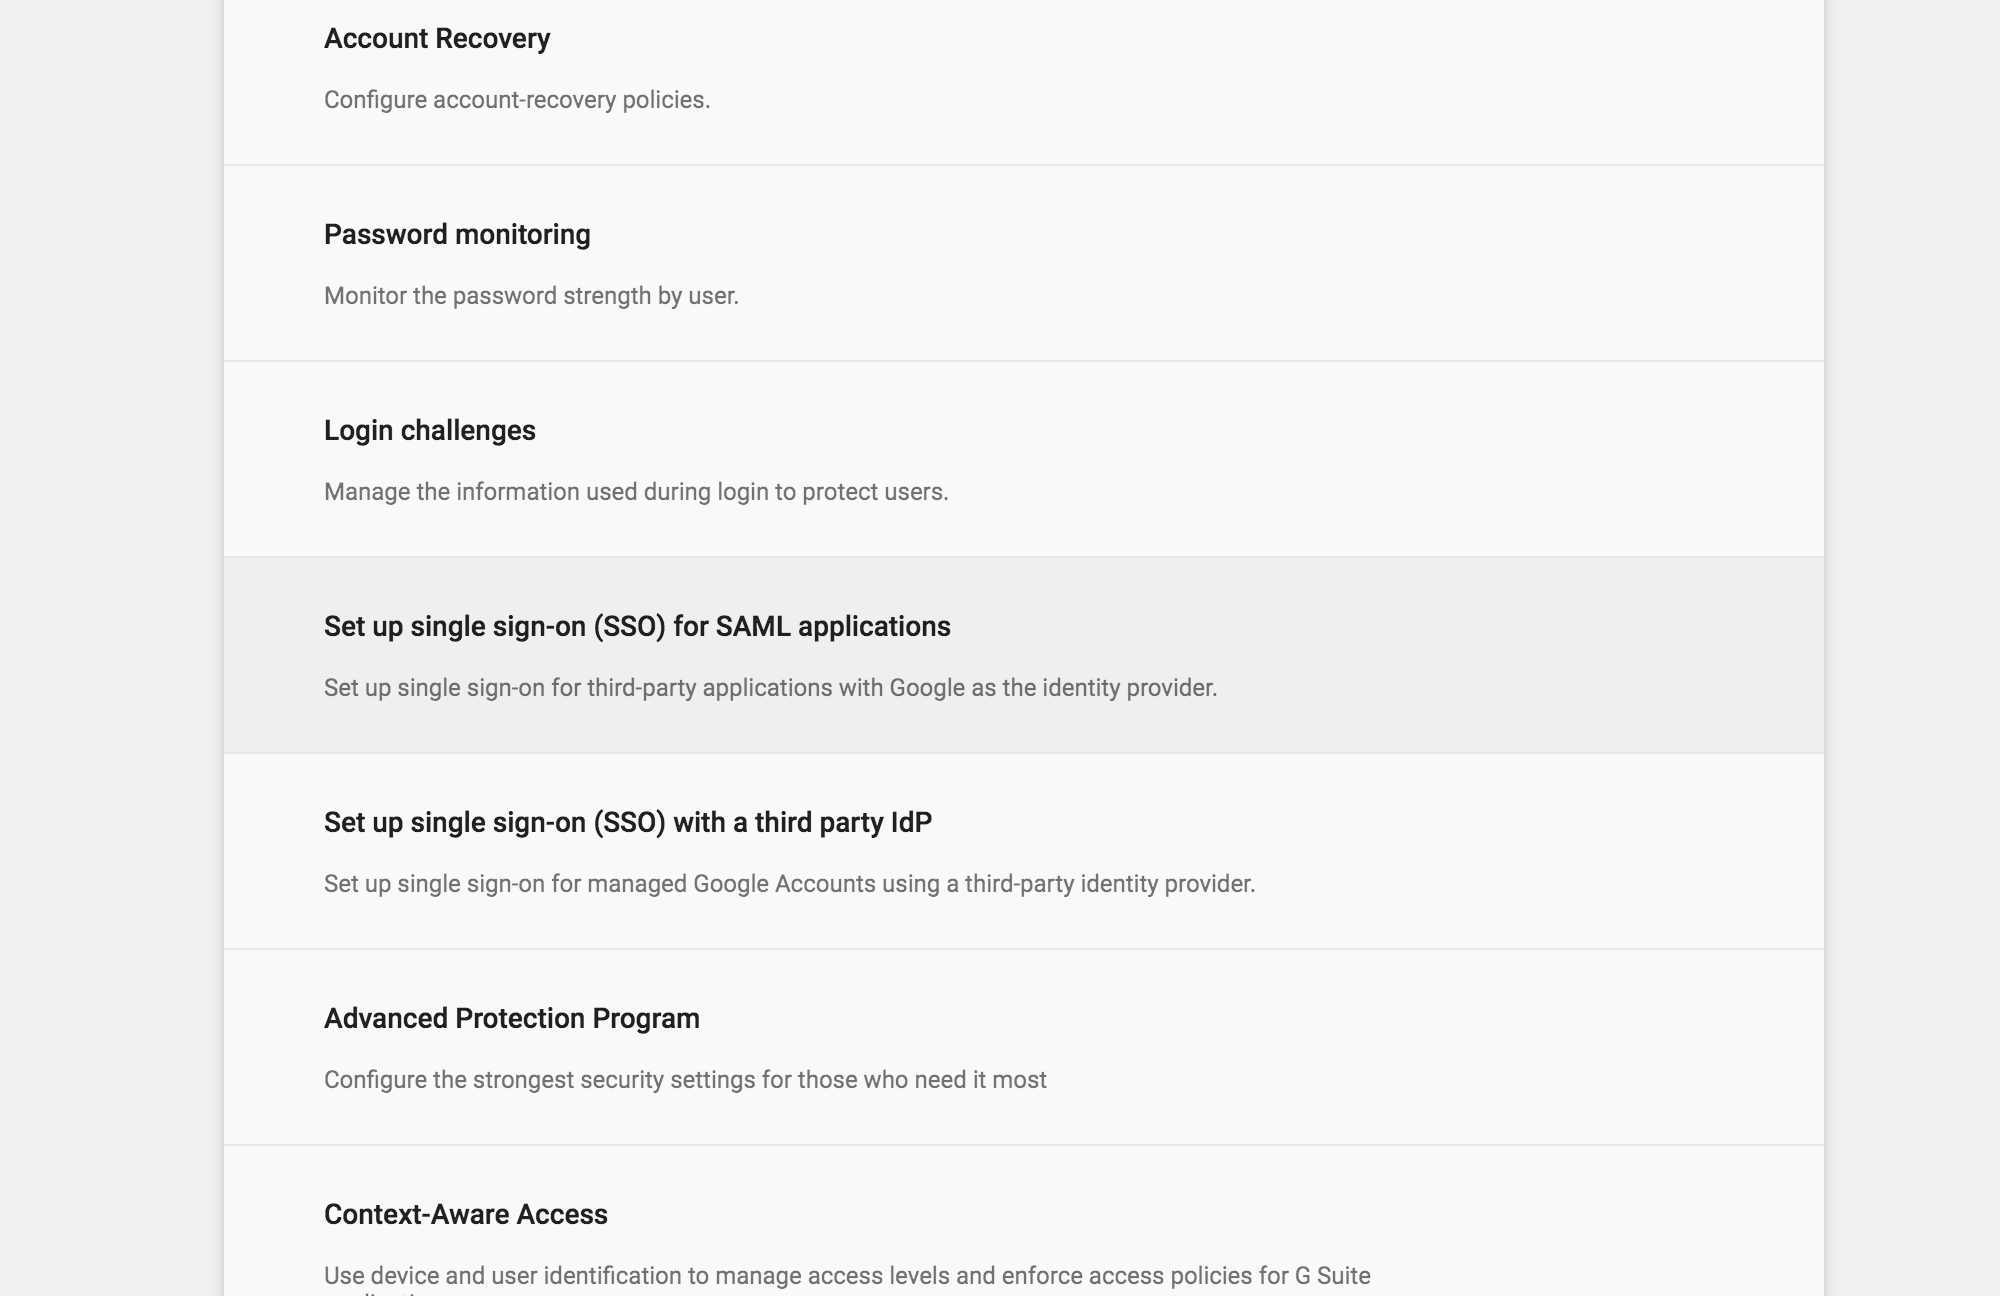 Account Recovery
Configure account-recovery policies.
Password monitoring
Monitor the password strength by user.
Login challenges
Manage the information used during login to protect users.
Set up single sign-on (SSO) for SAML applications
Set up single sign-on for third-party applications with Google as the identity provider.
Set up single sign-on (SSO) with a third party IdP
Set up single sign-on for managed Google Accounts using a third-party identity provider.
Advanced Protection Program
Configure the strongest security settings for those who need it most
Context-Aware Access
Use device and user identification to manage access levels and enforce access policies for G Suite